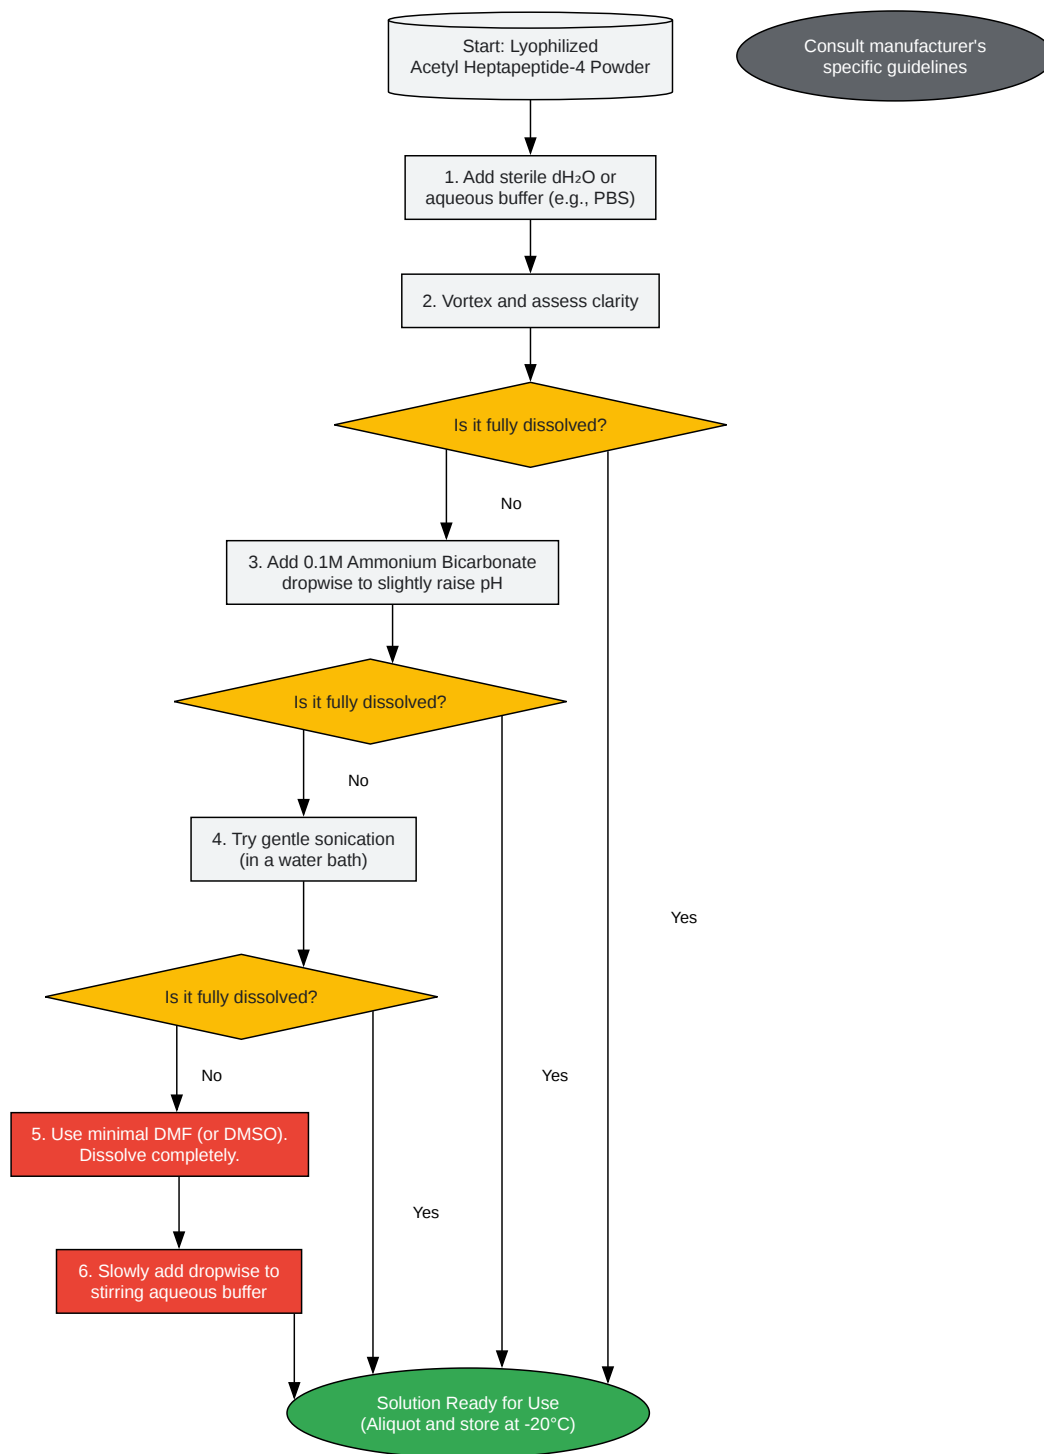 Start: Lyophilized
Acetyl Heptapeptide-4 Powder
Consult manufacturer's
specific guidelines
1. Add sterile dH₂O or
aqueous buffer (e.g., PBS)
2. Vortex and assess clarity
Is it fully dissolved?
No
3. Add 0.1M Ammonium Bicarbonate
dropwise to slightly raise pH
Is it fully dissolved?
No
4. Try gentle sonication
(in a water bath)
Yes
Is it fully dissolved?
No
Yes
5. Use minimal DMF (or DMSO).
Dissolve completely.
Yes
6. Slowly add dropwise to
stirring aqueous buffer
Solution Ready for Use
(Aliquot and store at -20°C)